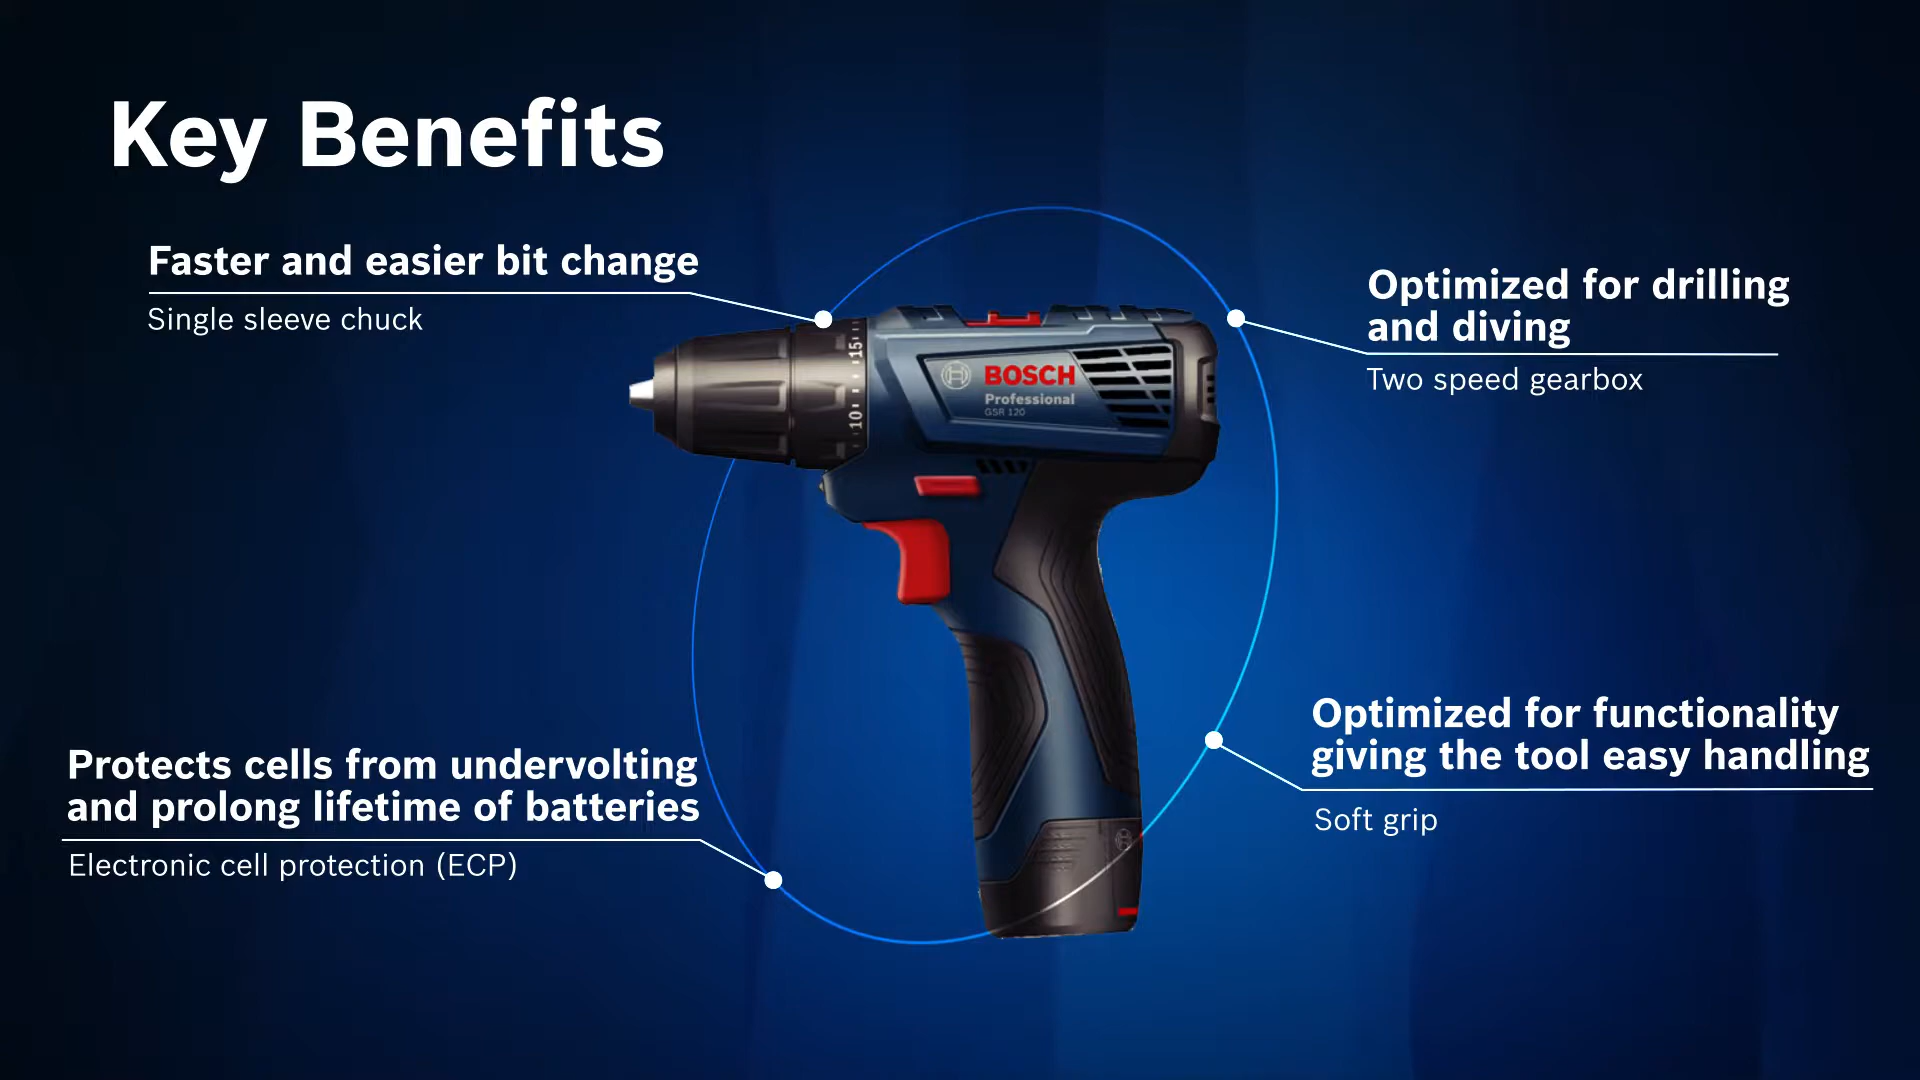 Key Benefits
Faster and easier bit change
Single sleeve chuck
Optimized for drilling
and diving
Two speed gearbox
15
10
BOSCH
Professional
GSR 120
Protects cells from undervolting
and prolong lifetime of batteries
Electronic cell protection (ECP)
Optimized for functionality
giving the tool easy handling
Soft grip